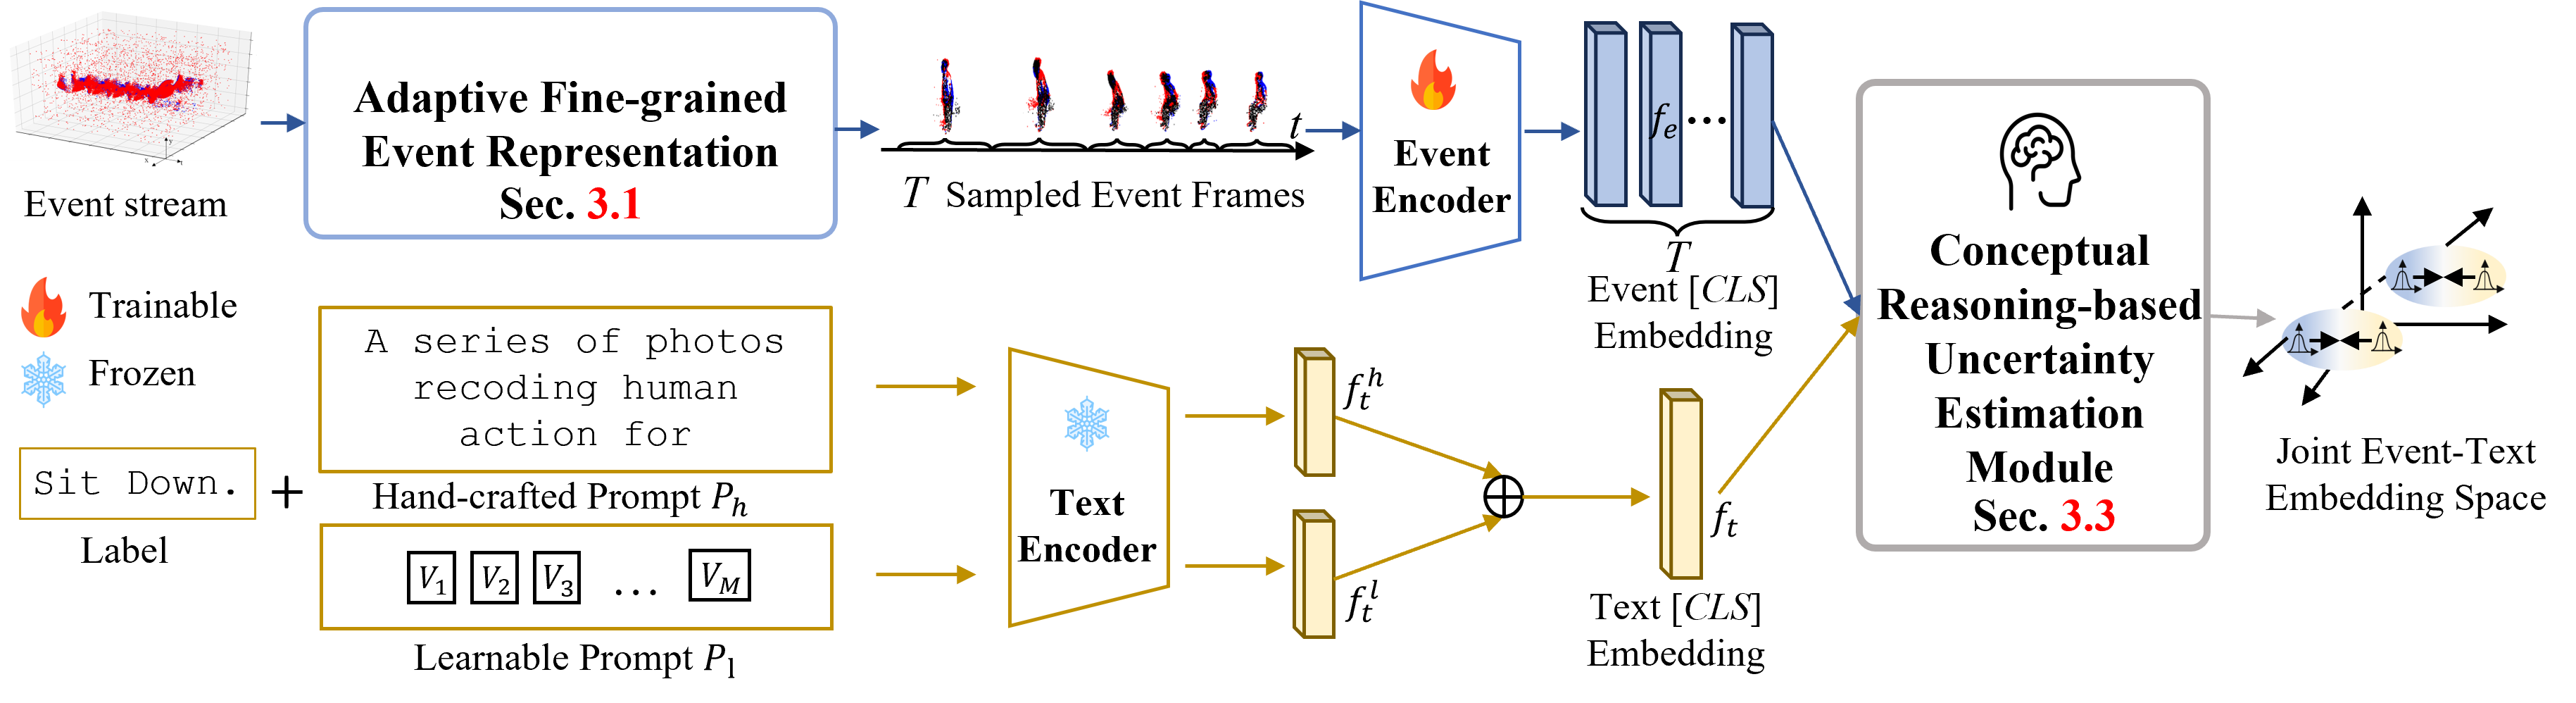 Event stream
Adaptive Fine-grained
Event Representation
Sec. 3.1
t
T Sampled Event Frames
Event
Encoder
f_e ...
T
Event [CLS]
Embedding
Trainable
Frozen
Sit Down.
Label
+
A series of photos
recoding human
action for
Hand-crafted Prompt P_h
V_1 V_2 V_3 ... V_M
Learnable Prompt P_l
Text
Encoder
f_t^h
f_t^l
f_t
Text [CLS]
Embedding
Conceptual
Reasoning-based
Uncertainty
Estimation
Module
Sec. 3.3
Joint Event-Text
Embedding Space